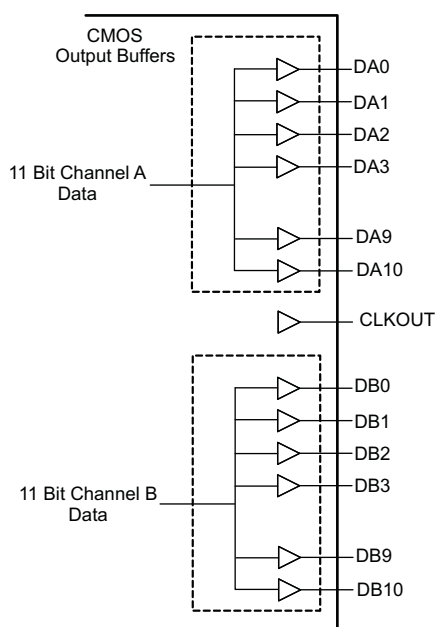 CMOS
Output Buffers
DA0
DA1
DA2
DA3
11 Bit Channel A
Data
DA9
DA10
CLKOUT
DB0
DB1
DB2
DB3
11 Bit Channel B
Data
DB9
DB10